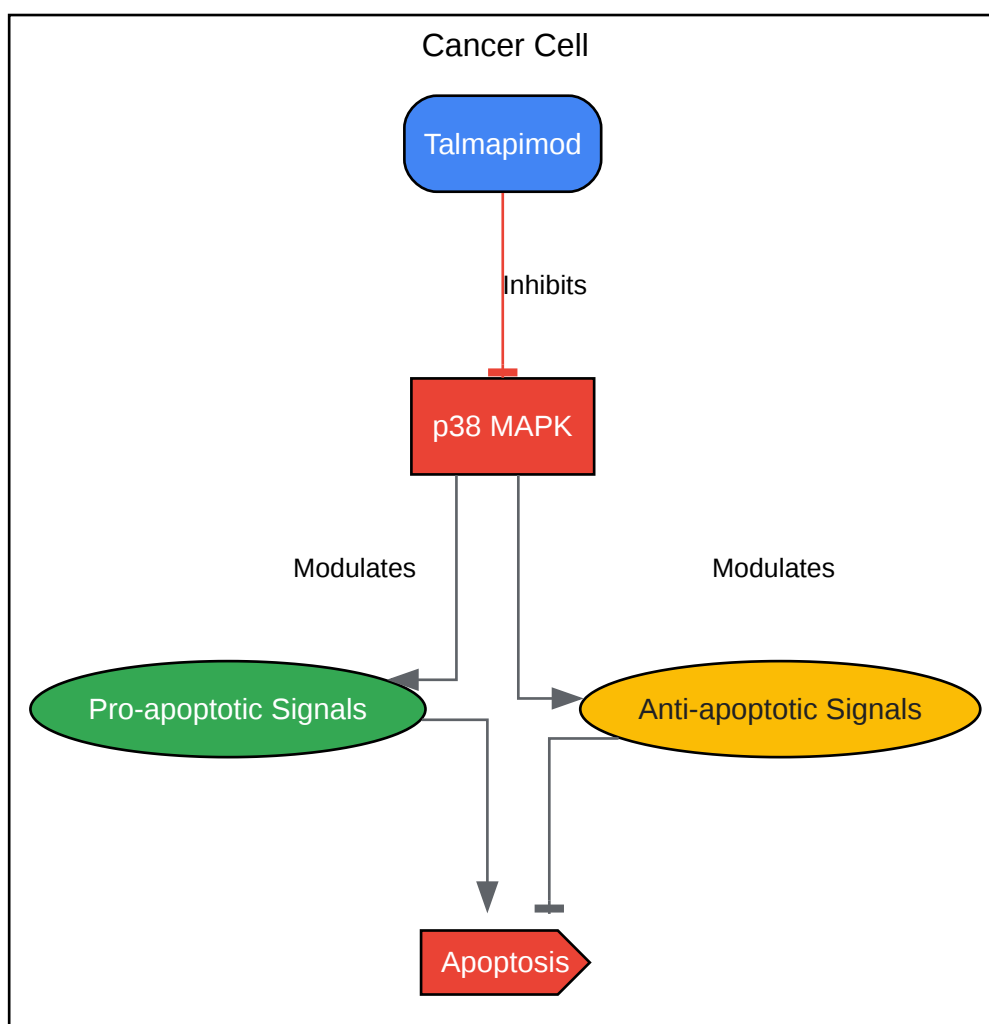 Cancer Cell
Talmapimod
Inhibits
p38 MAPK
Modulates
Modulates
Pro-apoptotic Signals
Anti-apoptotic Signals
Apoptosis